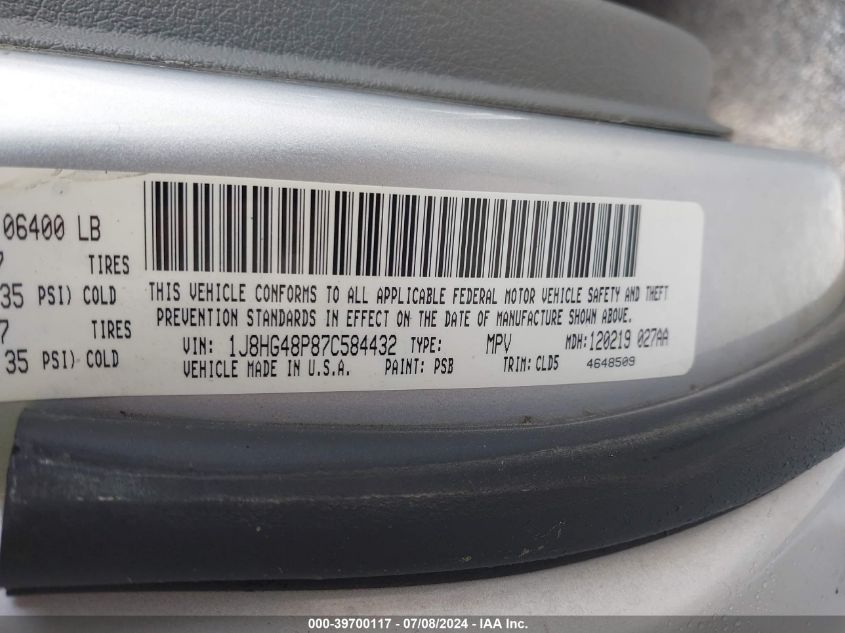 06400 LB
7 TIRES
35 PSI) COLD
7 TIRES
35 PSI) COLD
THIS VEHICLE CONFORMS TO ALL APPLICABLE FEDERAL MOTOR VEHICLE SAFETY AND THEFT
PREVENTION STANDARDS IN EFFECT ON THE DATE OF MANUFACTURE SHOWN ABOVE.
VIN: 1J8HG48P87C584432 TYPE: MPV MDH: 120219 027AA
VEHICLE MADE IN U.S.A. PAINT: PSB TRIM: CLD5 4648509
000-39700117 - 07/08/2024 - IAA Inc.